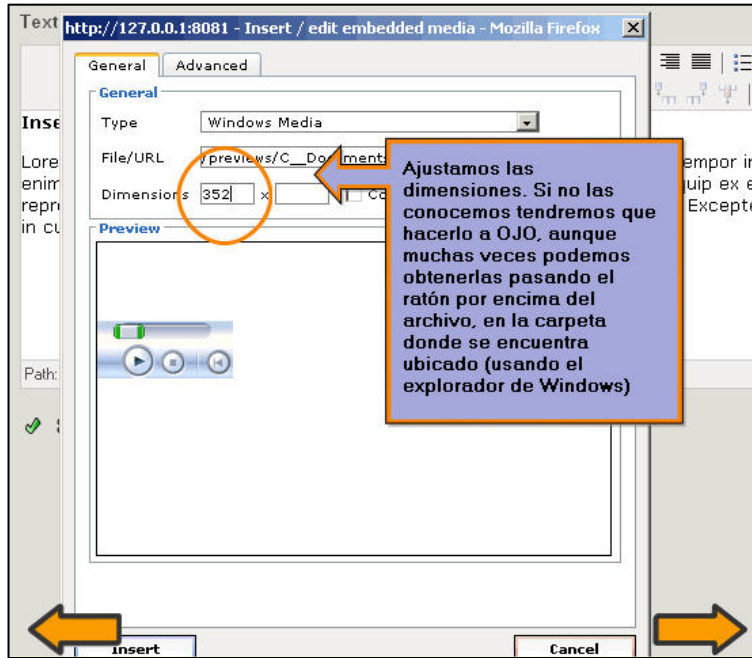 Text
http://127.0.0.1:8081 - Insert / edit embedded media - Mozilla Firefox
General Advanced
General
Type Windows Media
File/URL /previews/C__Documents
Dimensions 352 x
Preview
Ajustamos las
dimensiones. Si no las
conocemos tendremos que
hacerlo a OJO, aunque
muchas veces podemos
obtenerlas pasando el
ratón por encima del
archivo, en la carpeta
donde se encuentra
ubicado (usando el
explorador de Windows)
Inse
Lore
enim
repre
in cu
empor in
quip ex e
Excepte
Path:
Insert Cancel